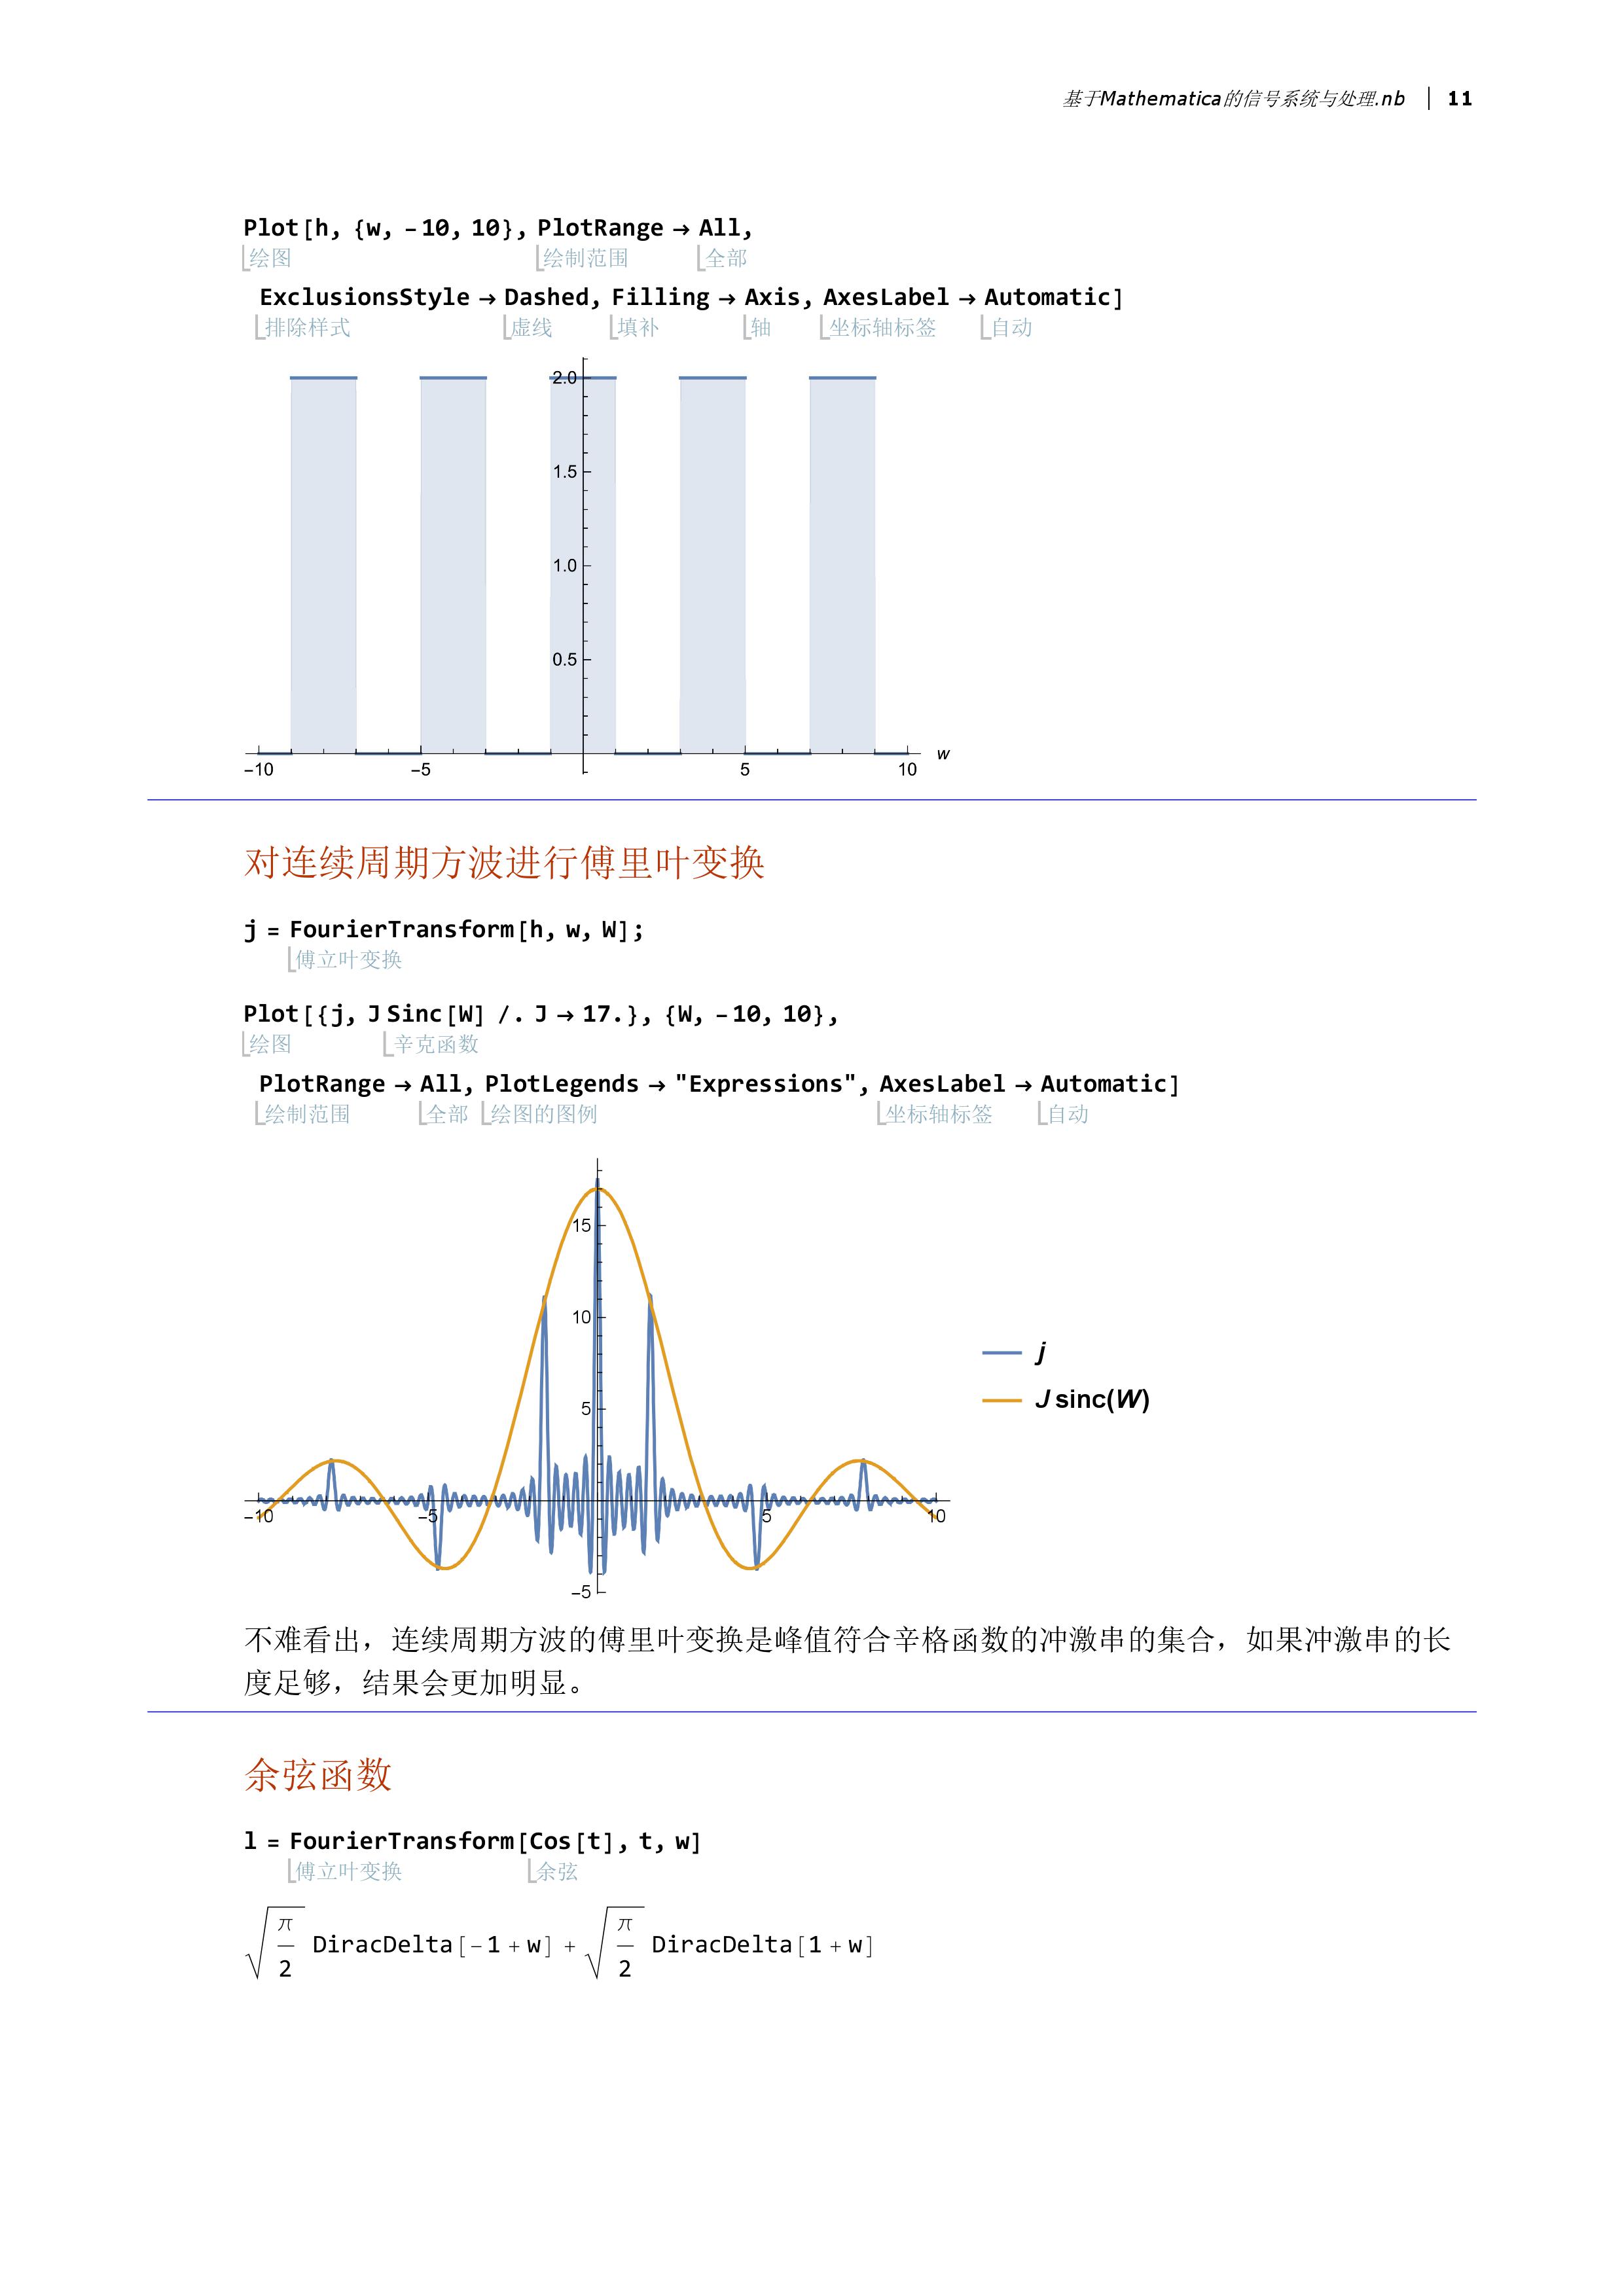 基于Mathematica的信号系统与处理.nb | 11
Plot[h, {w, -10, 10}, PlotRange → All,
绘图 绘制范围 全部
ExclusionsStyle → Dashed, Filling → Axis, AxesLabel → Automatic]
排除样式 虚线 填补 轴 坐标轴标签 自动
2.0
1.5
1.0
0.5
-10 -5 5 10 w
对连续周期方波进行傅里叶变换
j = FourierTransform[h, w, W];
傅立叶变换
Plot[{j, J Sinc[W] /. J → 17.}, {W, -10, 10},
绘图 辛克函数
PlotRange → All, PlotLegends → "Expressions", AxesLabel → Automatic]
绘制范围 全部 绘图的图例 坐标轴标签 自动
15
10
j
J sinc(W)
5
-10 -5 5 10
-5
不难看出，连续周期方波的傅里叶变换是峰值符合辛格函数的冲激串的集合，如果冲激串的长
度足够，结果会更加明显。
余弦函数
l = FourierTransform[Cos[t], t, w]
傅立叶变换 余弦
√(π/2) DiracDelta[-1 + w] + √(π/2) DiracDelta[1 + w]